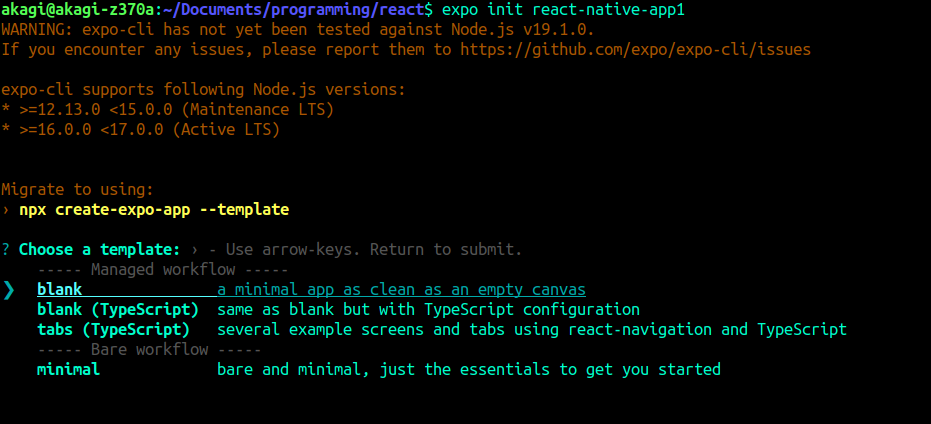 akagi@akagi-z370a:~/Documents/programming/react$ expo init react-native-app1
WARNING: expo-cli has not yet been tested against Node.js v19.1.0.
If you encounter any issues, please report them to https://github.com/expo/expo-cli/issues
expo-cli supports following Node.js versions:
* >=12.13.0 <15.0.0 (Maintenance LTS)
* >=16.0.0 <17.0.0 (Active LTS)
Migrate to using:
› npx create-expo-app --template
? Choose a template: › - Use arrow-keys. Return to submit.
----- Managed workflow -----
❯ blank a minimal app as clean as an empty canvas
blank (TypeScript) same as blank but with TypeScript configuration
tabs (TypeScript) several example screens and tabs using react-navigation and TypeScript
----- Bare workflow -----
minimal bare and minimal, just the essentials to get you started